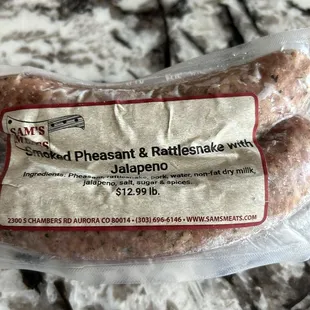 SAM'S
MEATS
Smoked Pheasant & Rattlesnake with
Jalapeno
Ingredients: Pheasant, rattlesnake, pork, water, non-fat dry milk,
jalapeno, salt, sugar & spices.
$12.99 lb.
2300 S CHAMBERS RD AURORA CO 80014 • (303) 696-6146 • WWW.SAMSMEATS.COM